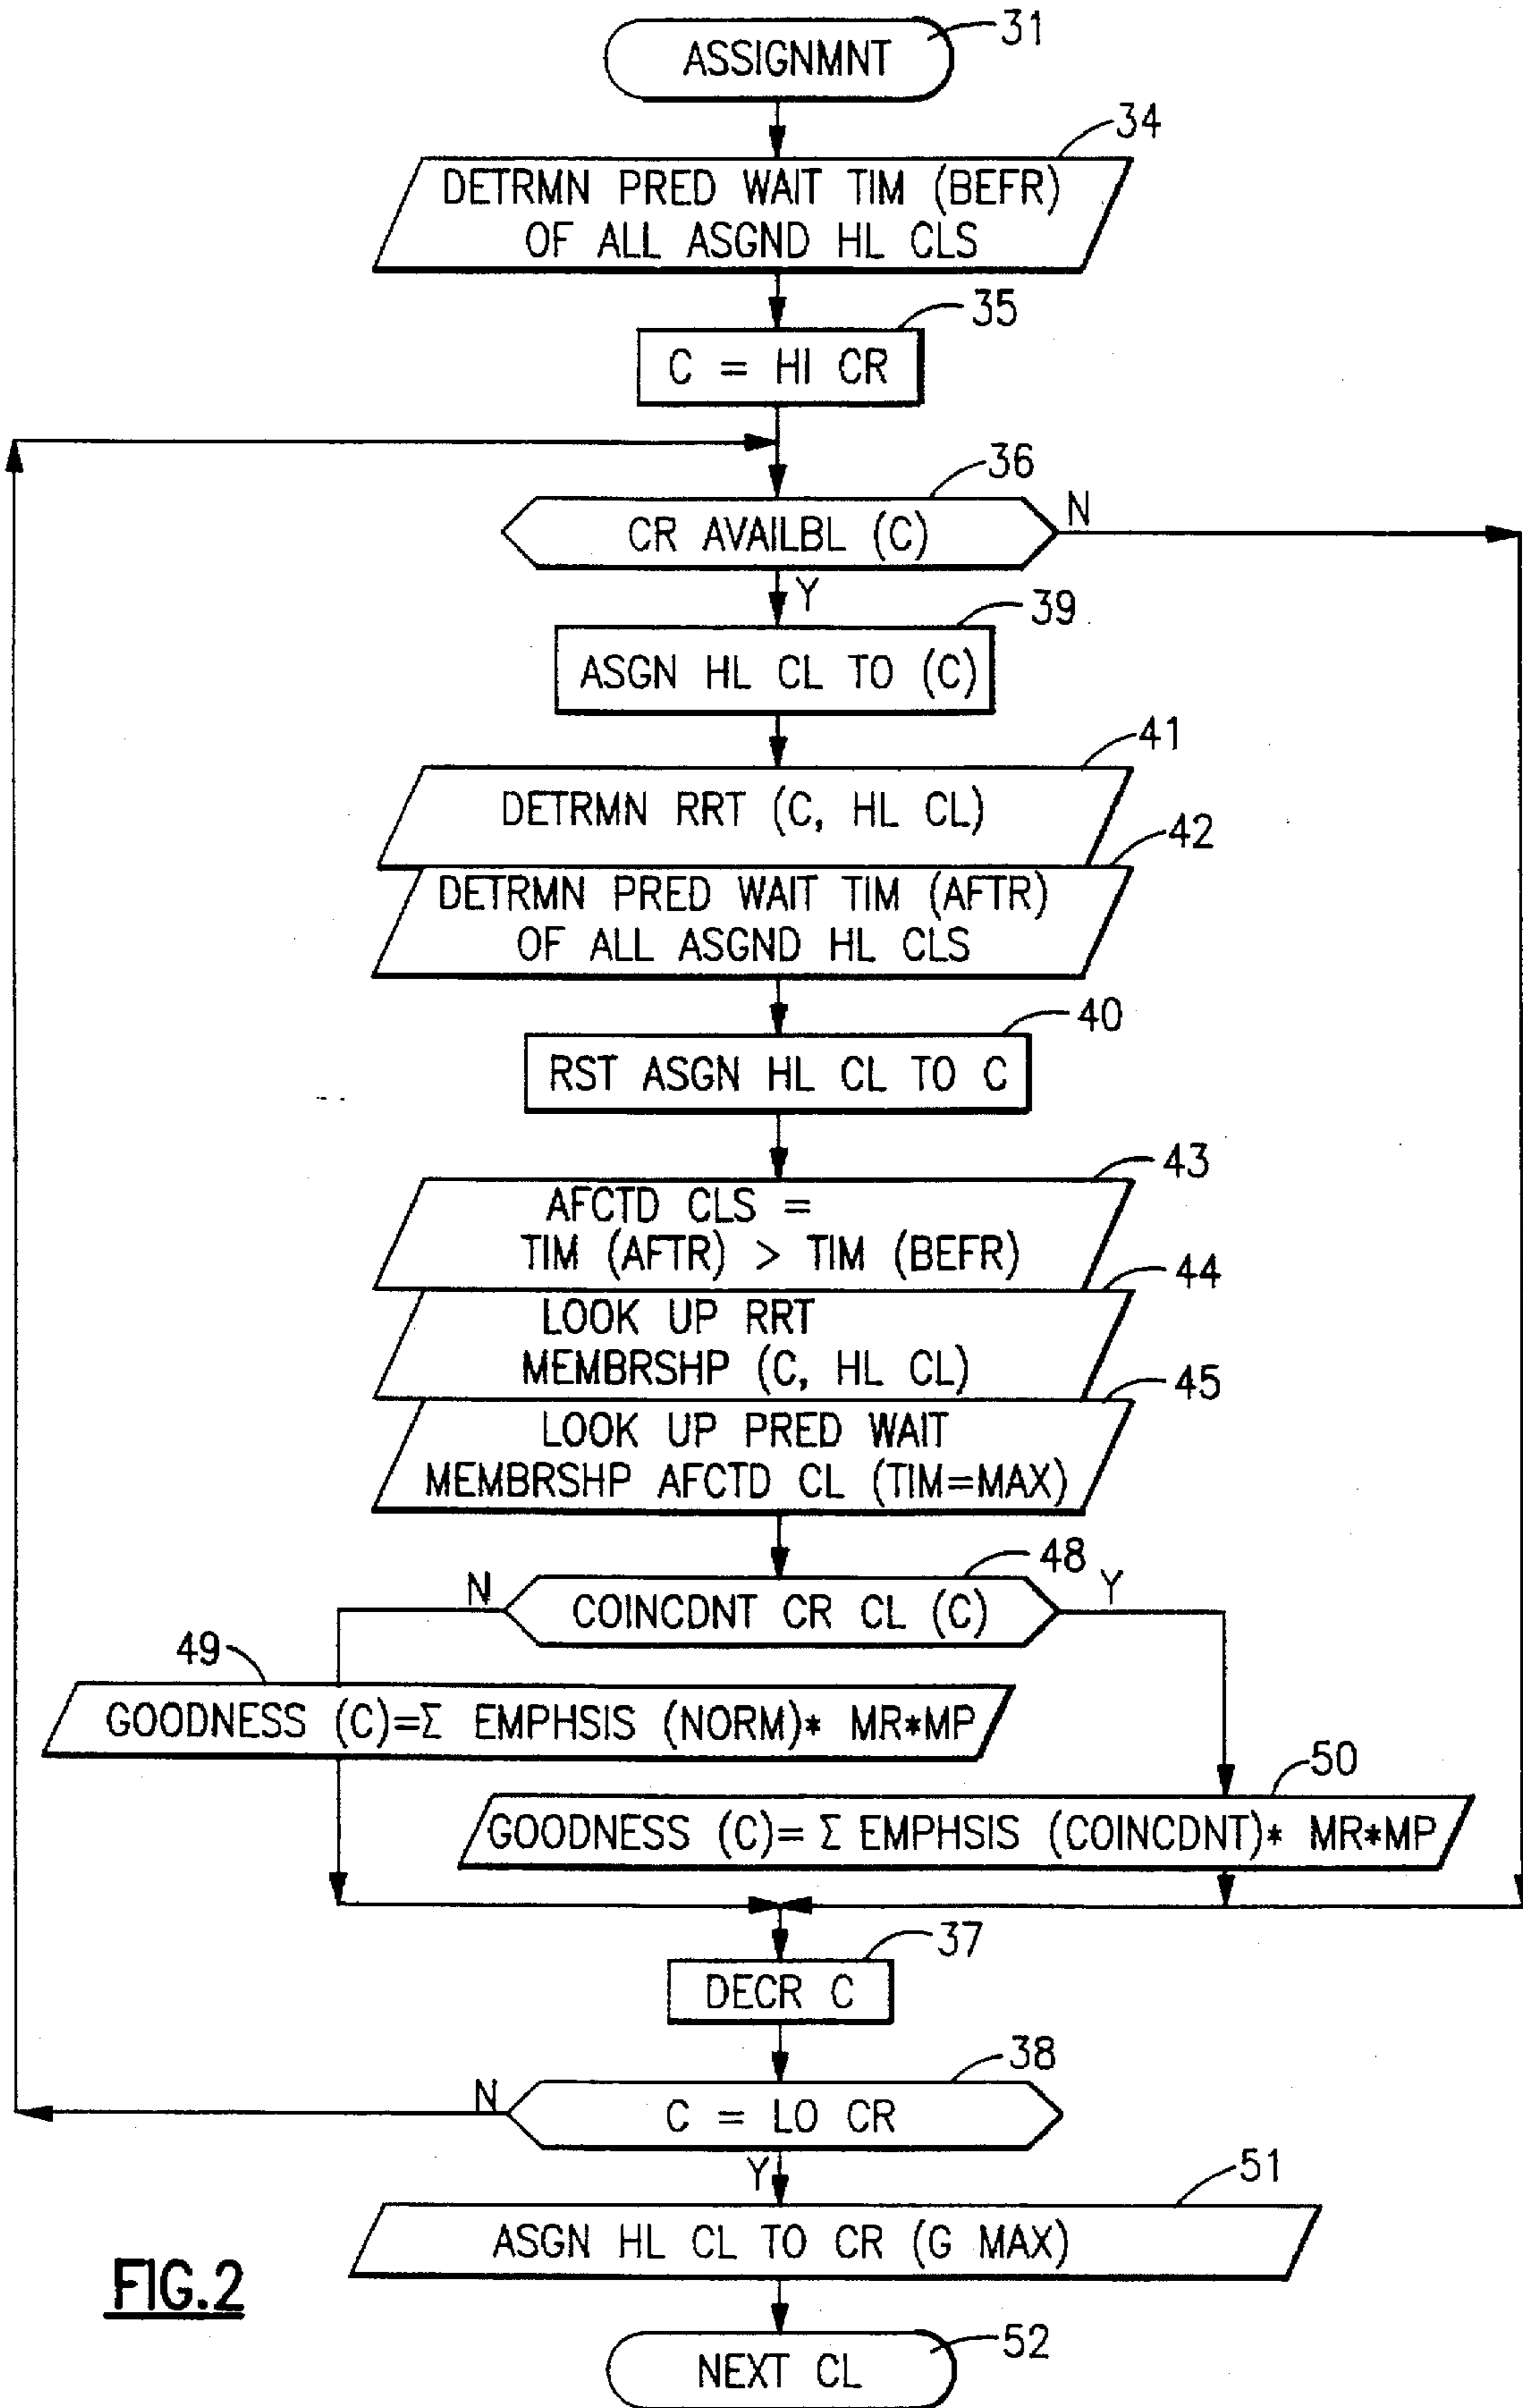 ASSIGNMNT
31
34
DETRMN PRED WAIT TIM (BEFR)
OF ALL ASGND HL CLS
35
C = HI CR
36
CR AVAILBL (C)
N
Y
39
ASGN HL CL TO (C)
41
DETRMN RRT (C, HL CL)
42
DETRMN PRED WAIT TIM (AFTR)
OF ALL ASGND HL CLS
40
RST ASGN HL CL TO C
43
AFCTD CLS =
TIM (AFTR) > TIM (BEFR)
44
LOOK UP RRT
MEMBRSHP (C, HL CL)
45
LOOK UP PRED WAIT
MEMBRSHP AFCTD CL (TIM=MAX)
48
N
COINCDNT CR CL (C)
Y
49
GOODNESS (C)=Σ EMPHSIS (NORM)* MR*MP
50
GOODNESS (C)= Σ EMPHSIS (COINCDNT)* MR*MP
37
DECR C
38
N
C = LO CR
Y
51
ASGN HL CL TO CR (G MAX)
FIG.2
52
NEXT CL